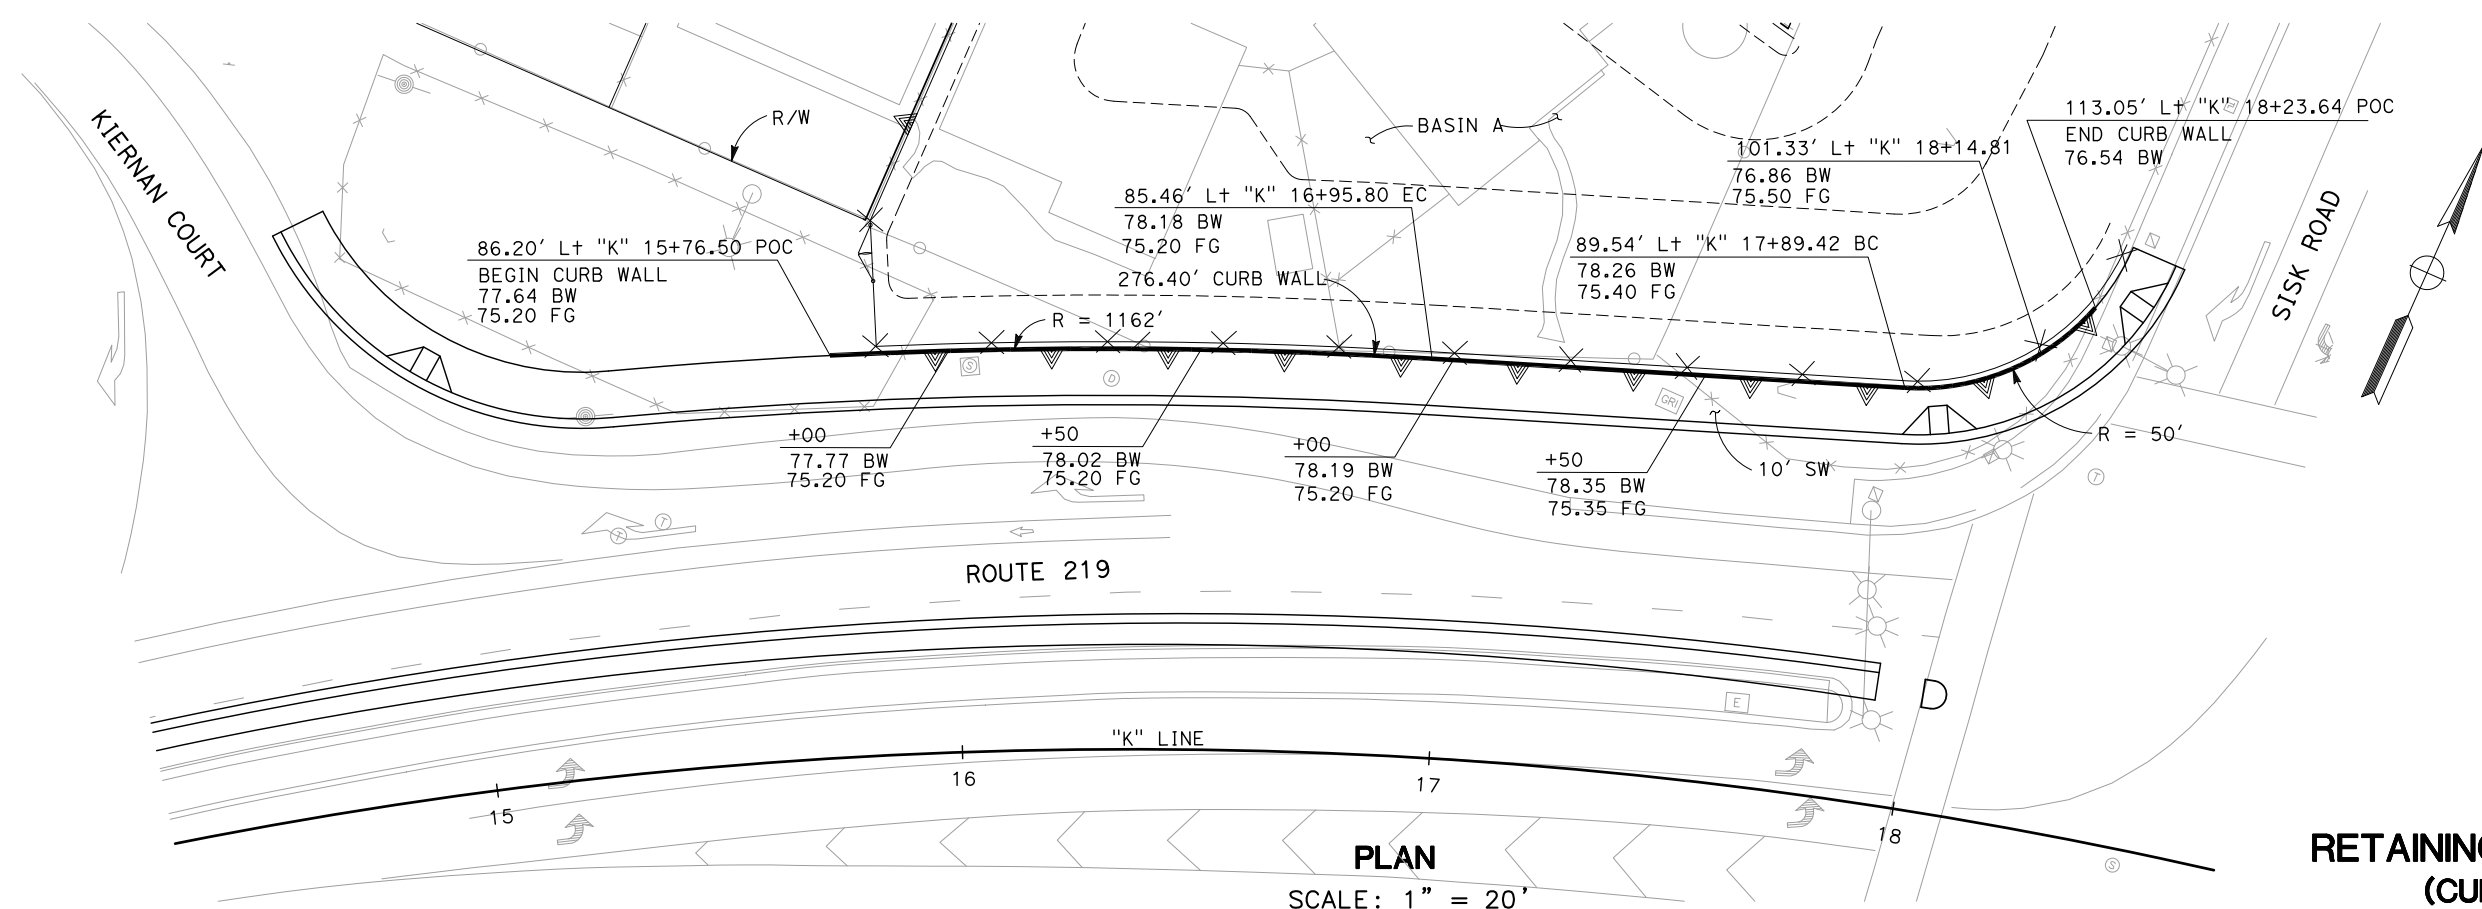 KIERNAN COURT
R/W
BASIN A
113.05′ Lt "K" 18+23.64 POC
END CURB WALL
76.54 BW
101.33′ Lt "K" 18+14.81
76.86 BW
75.50 FG
85.46′ Lt "K" 16+95.80 EC
78.18 BW
75.20 FG
276.40′ CURB WALL
89.54′ Lt "K" 17+89.42 BC
78.26 BW
75.40 FG
86.20′ Lt "K" 15+76.50 POC
BEGIN CURB WALL
77.64 BW
75.20 FG
SISK ROAD
R = 1162′
S
D
GRI
+00
77.77 BW
75.20 FG
+50
78.02 BW
75.20 FG
+00
78.19 BW
75.20 FG
+50
78.35 BW
75.35 FG
10′ SW
R = 50′
T
T
ROUTE 219
E
"K" LINE
15
16
17
18
S
PLAN
SCALE: 1" = 20′